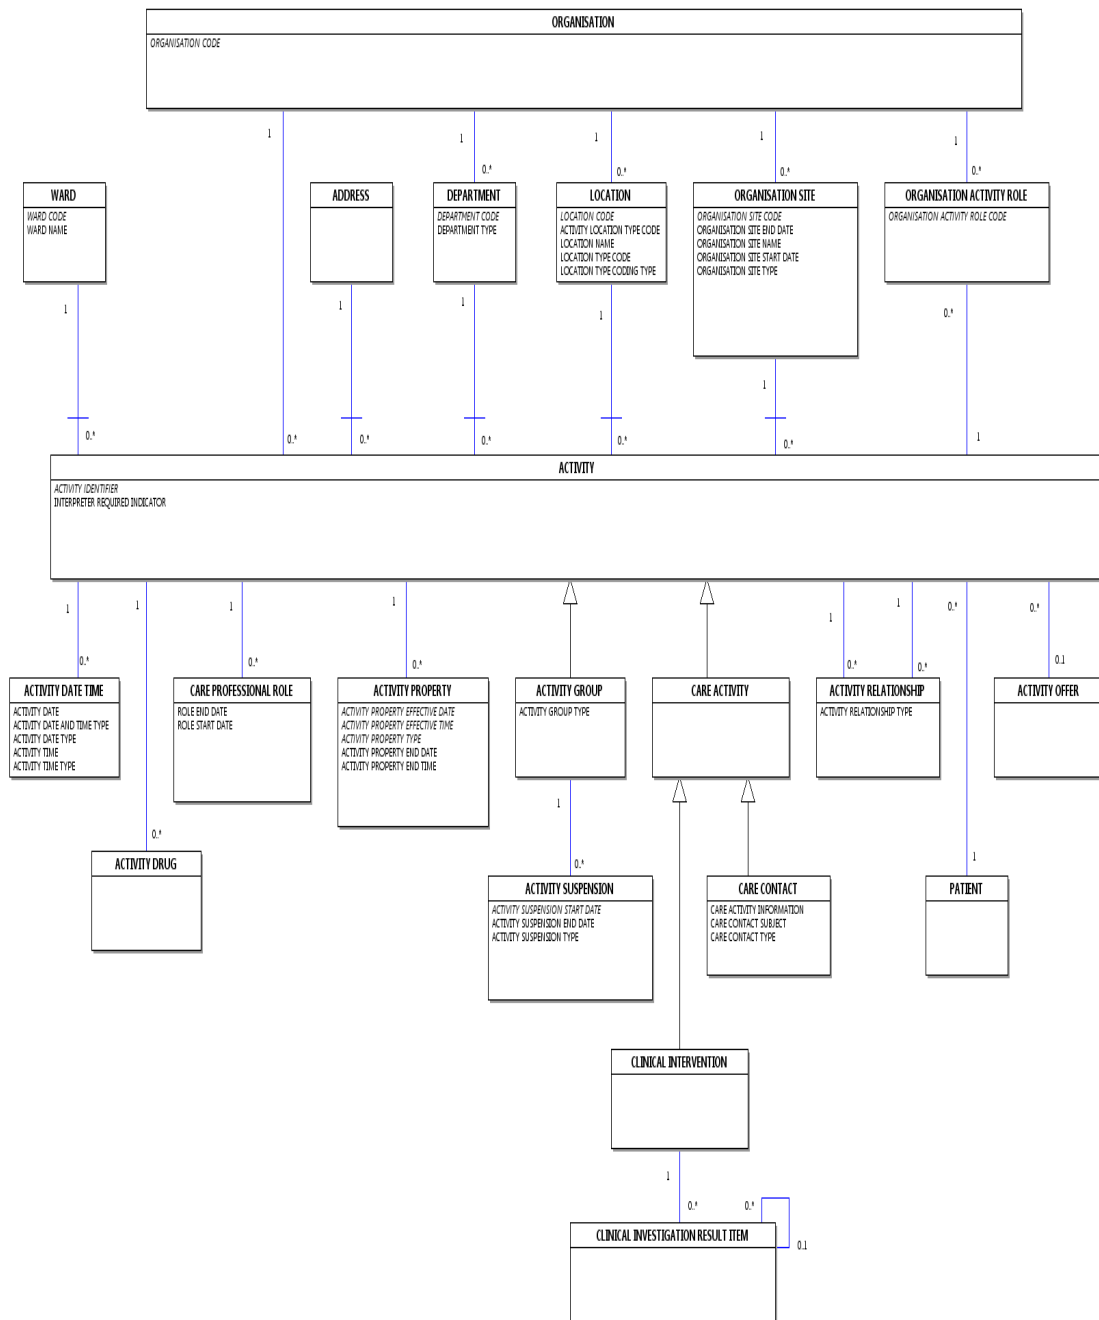 ORGANISATION
ORGANISATION CODE
1
1
1
1
1
0..*
0..*
0..*
0..*
WARD
WARD CODE
WARD NAME
ADDRESS
DEPARTMENT
DEPARTMENT CODE
DEPARTMENT TYPE
LOCATION
LOCATION CODE
ACTIVITY LOCATION TYPE CODE
LOCATION NAME
LOCATION TYPE CODE
LOCATION TYPE CODING TYPE
ORGANISATION SITE
ORGANISATION SITE CODE
ORGANISATION SITE END DATE
ORGANISATION SITE NAME
ORGANISATION SITE START DATE
ORGANISATION SITE TYPE
ORGANISATION ACTIVITY ROLE
ORGANISATION ACTIVITY ROLE CODE
1
1
1
1
0..*
1
0..*
0..*
0..*
0..*
0..*
0..*
1
ACTIVITY
ACTIVITY IDENTIFIER
INTERPRETER REQUIRED INDICATOR
1
1
1
1
1
1
0..*
0..*
0..*
0..*
0..*
0..*
0..*
0..1
ACTIVITY DATE TIME
ACTIVITY DATE
ACTIVITY DATE AND TIME TYPE
ACTIVITY DATE TYPE
ACTIVITY TIME
ACTIVITY TIME TYPE
CARE PROFESSIONAL ROLE
ROLE END DATE
ROLE START DATE
ACTIVITY PROPERTY
ACTIVITY PROPERTY EFFECTIVE DATE
ACTIVITY PROPERTY EFFECTIVE TIME
ACTIVITY PROPERTY TYPE
ACTIVITY PROPERTY END DATE
ACTIVITY PROPERTY END TIME
ACTIVITY GROUP
ACTIVITY GROUP TYPE
CARE ACTIVITY
ACTIVITY RELATIONSHIP
ACTIVITY RELATIONSHIP TYPE
ACTIVITY OFFER
1
0..*
0..*
1
ACTIVITY DRUG
ACTIVITY SUSPENSION
ACTIVITY SUSPENSION START DATE
ACTIVITY SUSPENSION END DATE
ACTIVITY SUSPENSION TYPE
CARE CONTACT
CARE ACTIVITY INFORMATION
CARE CONTACT SUBJECT
CARE CONTACT TYPE
PATIENT
CLINICAL INTERVENTION
1
0..*
0..*
CLINICAL INVESTIGATION RESULT ITEM
0..1